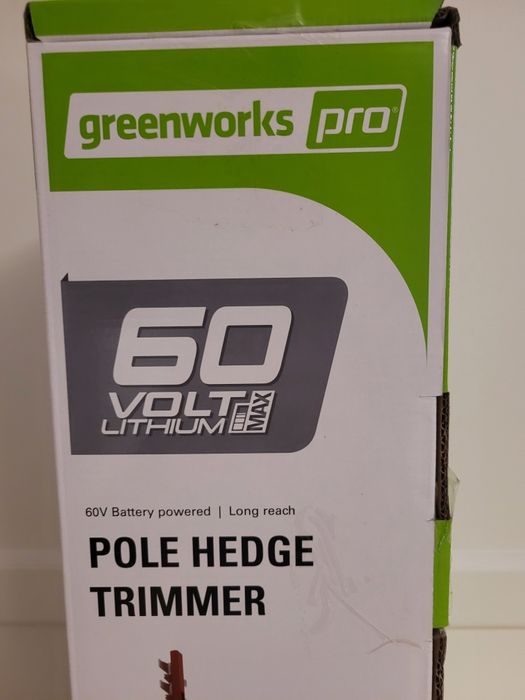 greenworks pro®
60
VOLT
LITHIUM MAX
60V Battery powered | Long reach
POLE HEDGE
TRIMMER